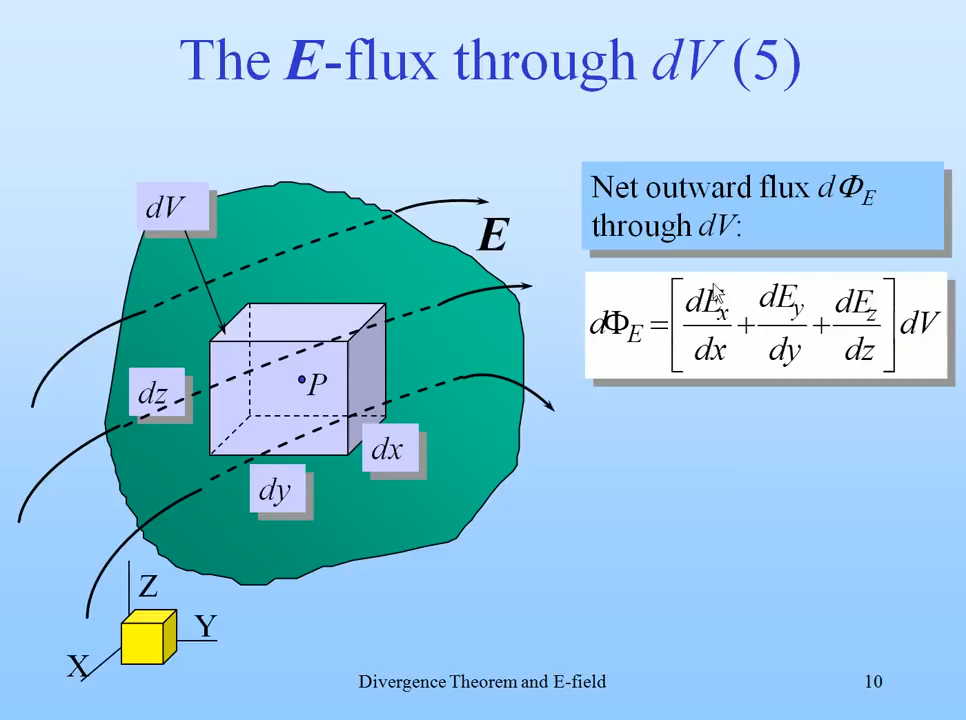 The E-flux through dV (5)
dV
E
Net outward flux dΦE
through dV:
dΦE = [dEx/dx + dEy/dy + dEz/dz] dV
P
dz
dx
dy
Z
Y
X
Divergence Theorem and E-field
10